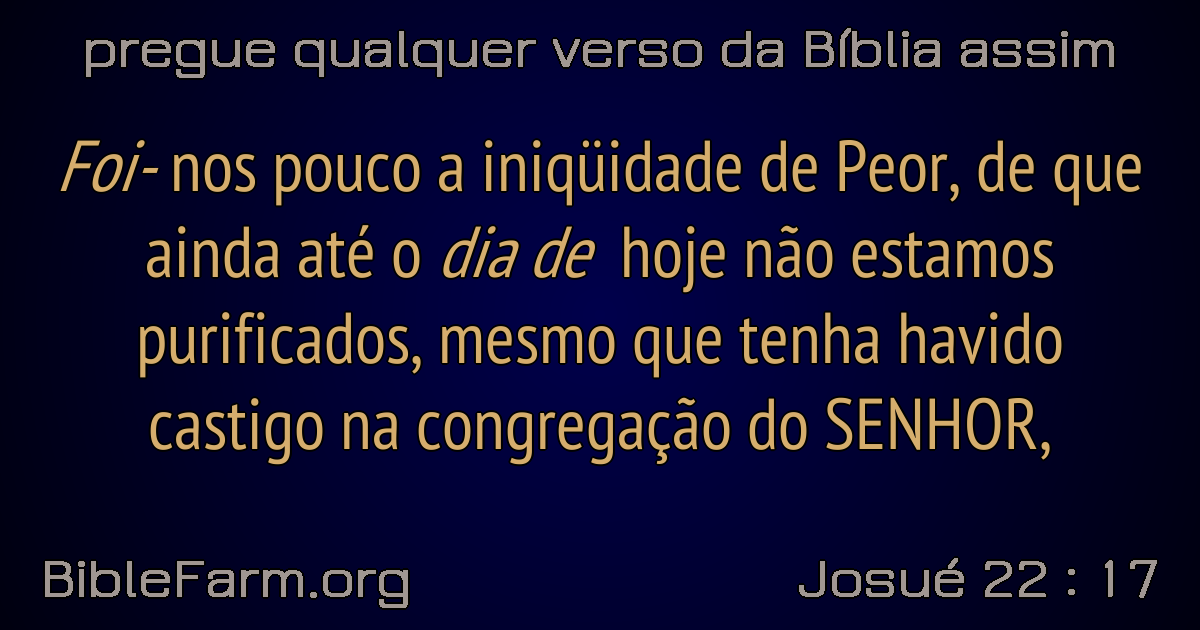 pregue qualquer verso da Bíblia assim
Foi- nos pouco a iniqüidade de Peor, de que
ainda até o dia de hoje não estamos
purificados, mesmo que tenha havido
castigo na congregação do SENHOR,
BibleFarm.org
Josué 22 : 17